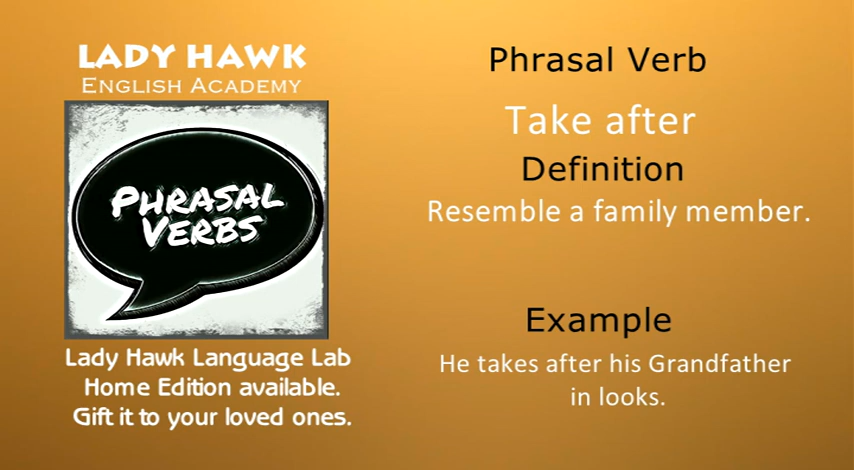 LADY HAWK
ENGLISH ACADEMY
PHRASAL
VERBS
Lady Hawk Language Lab
Home Edition available.
Gift it to your loved ones.
Phrasal Verb
Take after
Definition
Resemble a family member.
Example
He takes after his Grandfather
in looks.